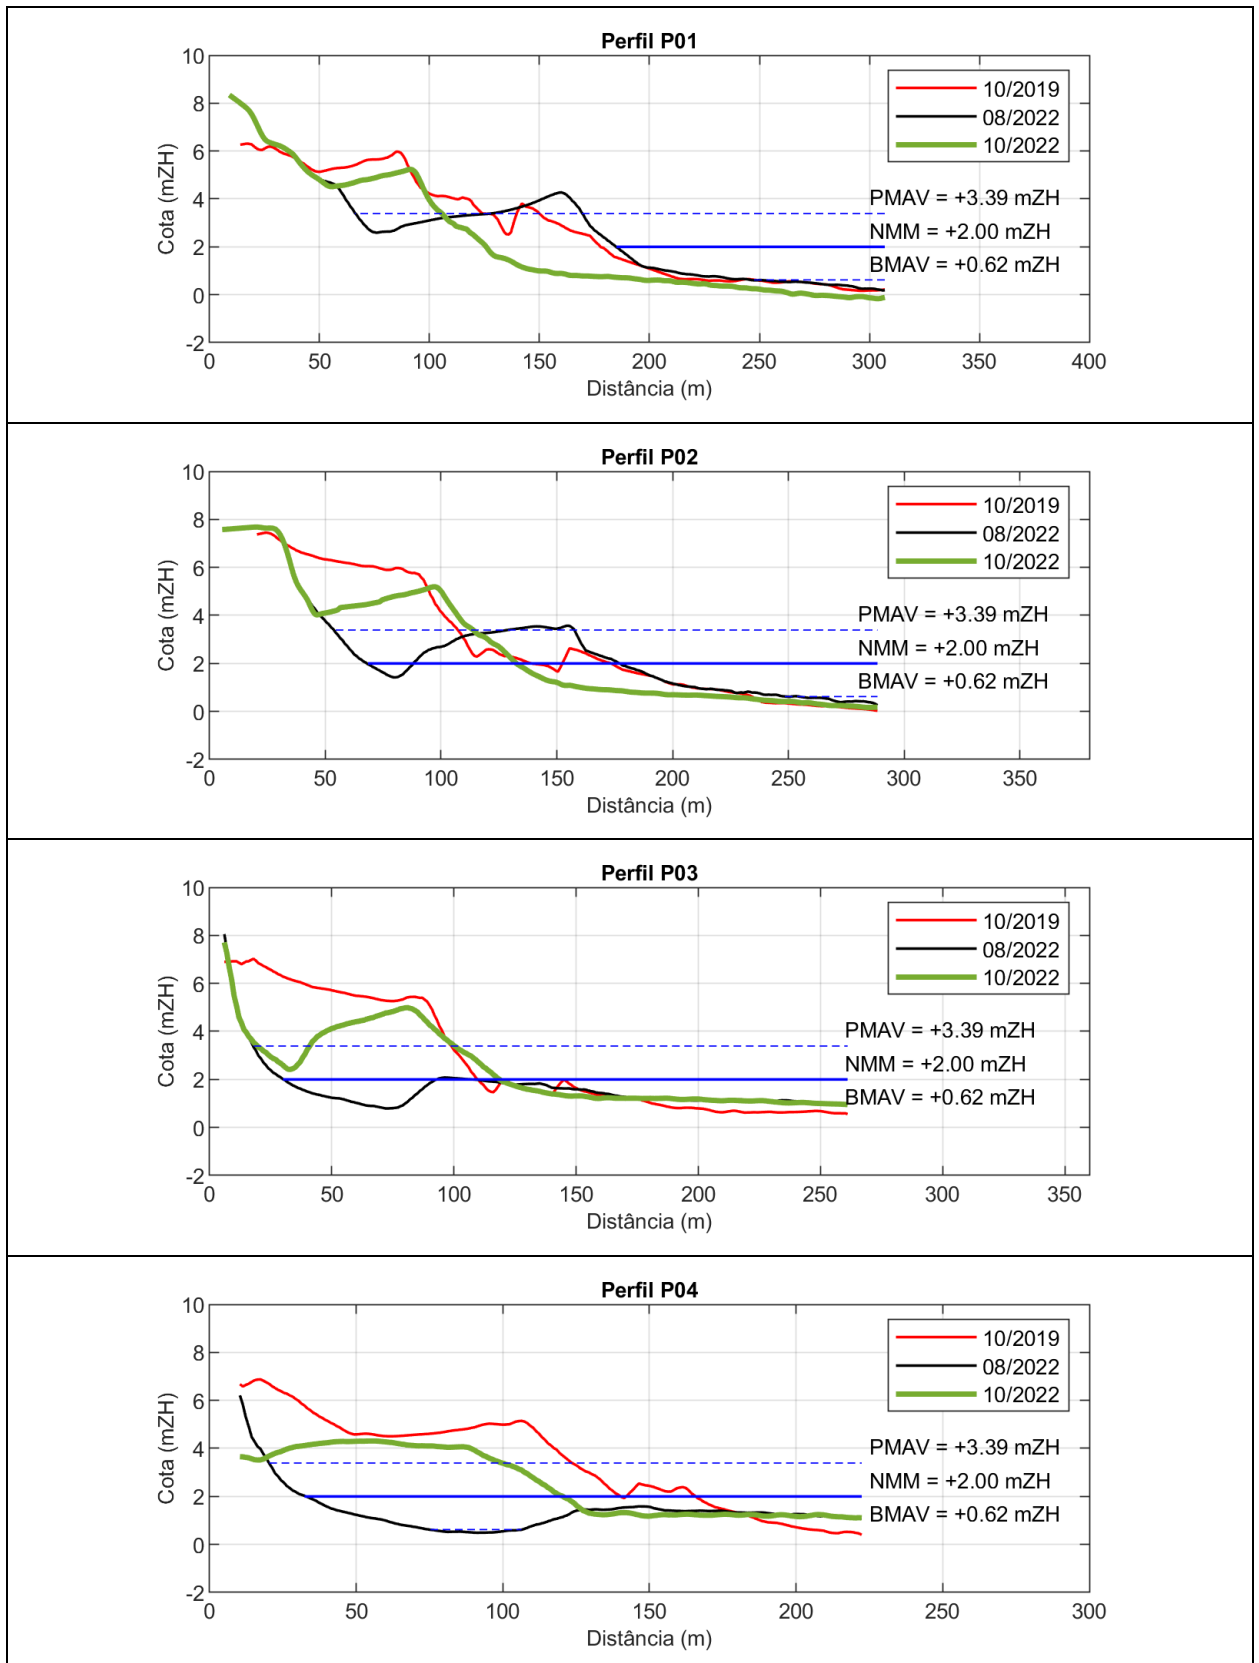 Perfil P01
10
8
6
4
2
0
-2
Cota (mZH)
10/2019
08/2022
10/2022
PMAV = +3.39 mZH
NMM = +2.00 mZH
BMAV = +0.62 mZH
0 50 100 150 200 250 300 350 400
Distância (m)
Perfil P02
10
8
6
4
2
0
-2
Cota (mZH)
10/2019
08/2022
10/2022
PMAV = +3.39 mZH
NMM = +2.00 mZH
BMAV = +0.62 mZH
0 50 100 150 200 250 300 350
Distância (m)
Perfil P03
10
8
6
4
2
0
-2
Cota (mZH)
10/2019
08/2022
10/2022
PMAV = +3.39 mZH
NMM = +2.00 mZH
BMAV = +0.62 mZH
0 50 100 150 200 250 300 350
Distância (m)
Perfil P04
10
8
6
4
2
0
-2
Cota (mZH)
10/2019
08/2022
10/2022
PMAV = +3.39 mZH
NMM = +2.00 mZH
BMAV = +0.62 mZH
0 50 100 150 200 250 300
Distância (m)